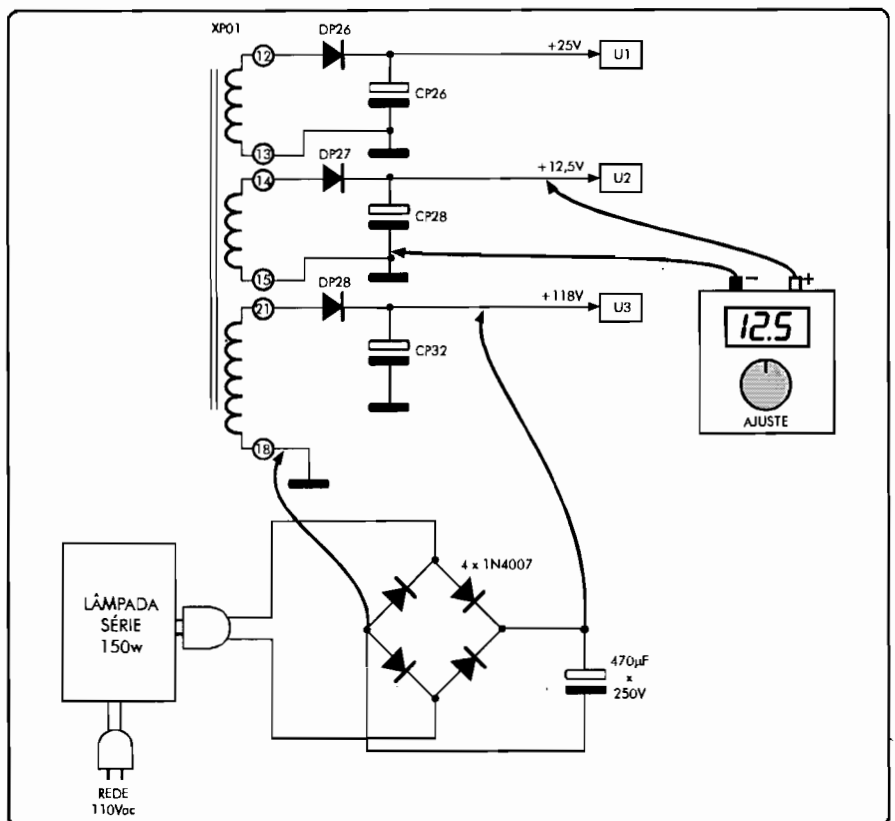 XP01
12
DP26
+25V
U1
CP26
13
14
DP27
+12,5V
U2
CP28
15
- +
21
DP28
+118V
U3
12.5
CP32
AJUSTE
18
4 x 1N4007
LÂMPADA
SÉRIE
150w
470µF
x
250V
REDE
110Vac